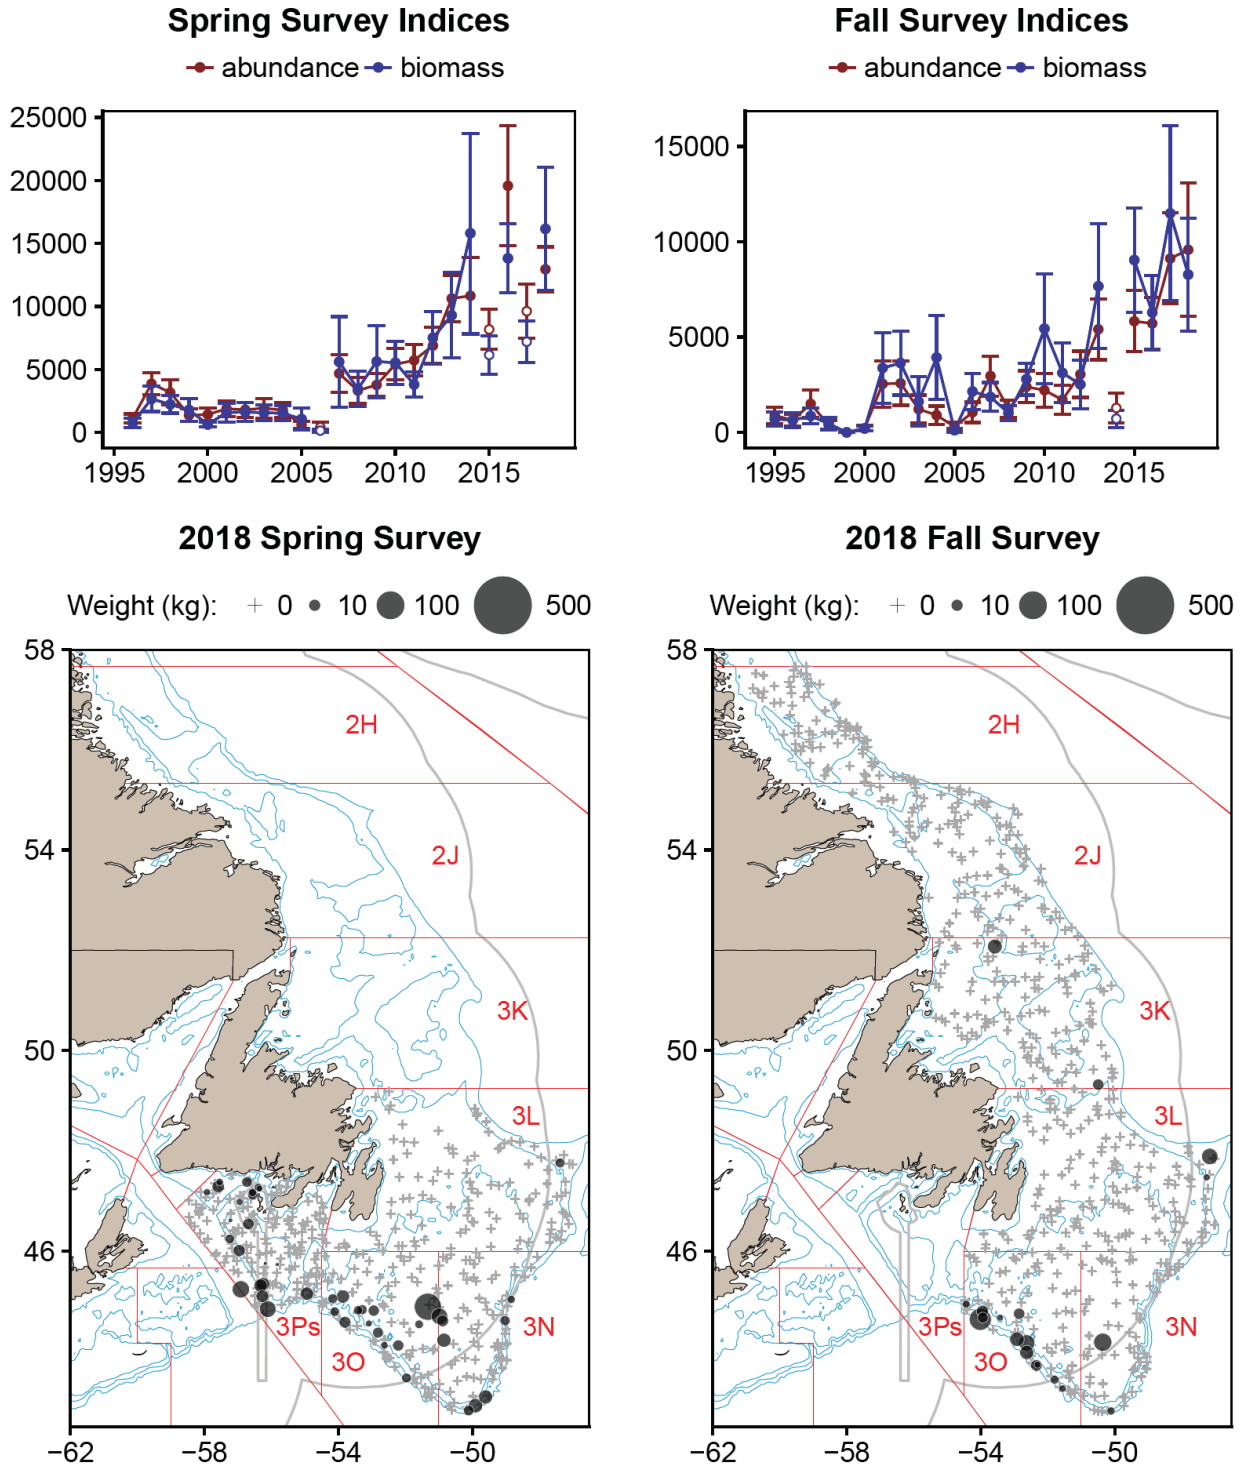 Spring Survey Indices
abundance biomass
25000
20000
15000
10000
5000
0
1995 2000 2005 2010 2015
Fall Survey Indices
abundance biomass
15000
10000
5000
0
1995 2000 2005 2010 2015
2018 Spring Survey
Weight (kg): 0 10 100 500
58
54
50
46
2H
2J
3K
3L
3Ps
3O
3N
−62 −58 −54 −50
2018 Fall Survey
Weight (kg): 0 10 100 500
58
54
50
46
2H
2J
3K
3L
3Ps
3O
3N
−62 −58 −54 −50